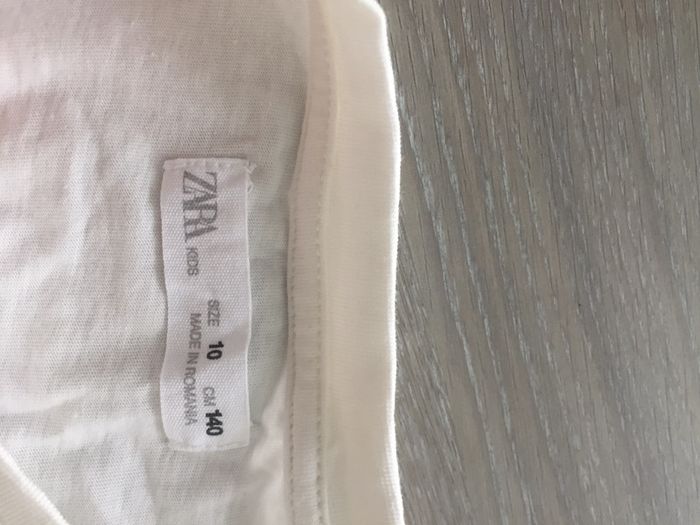 ZARA KIDS
SIZE 10 CM 140
MADE IN ROMANIA